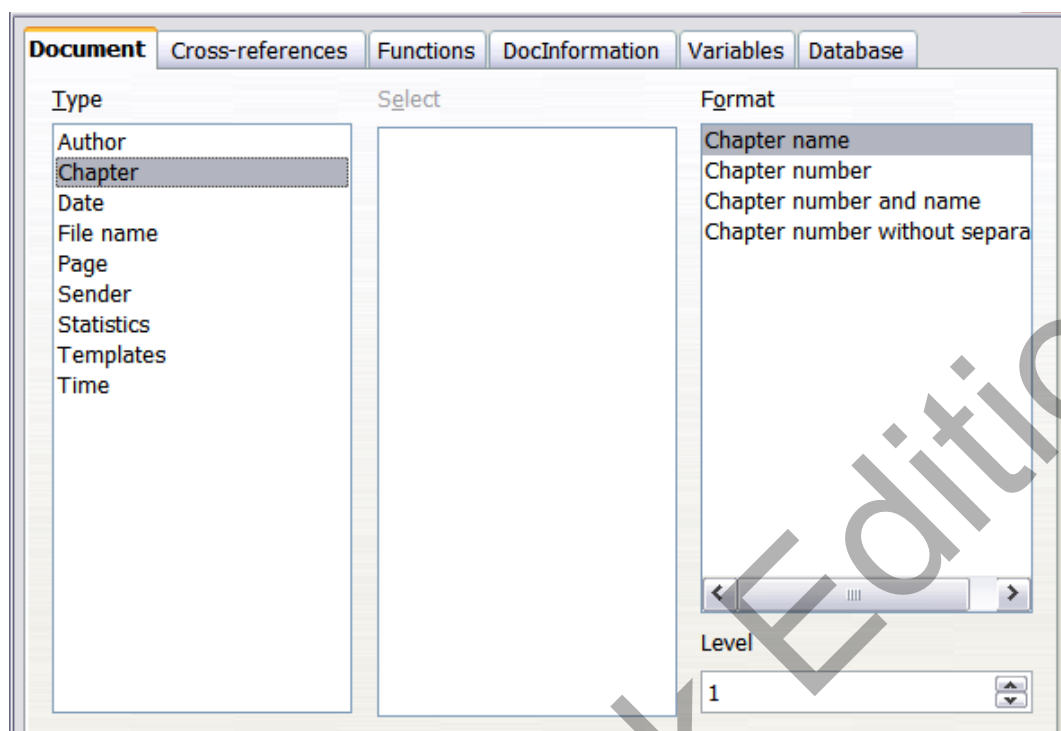 Document Cross-references Functions DocInformation Variables Database
Type
Author
Chapter
Date
File name
Page
Sender
Statistics
Templates
Time
Select
Format
Chapter name
Chapter number
Chapter number and name
Chapter number without separa
Level
1
k Editio